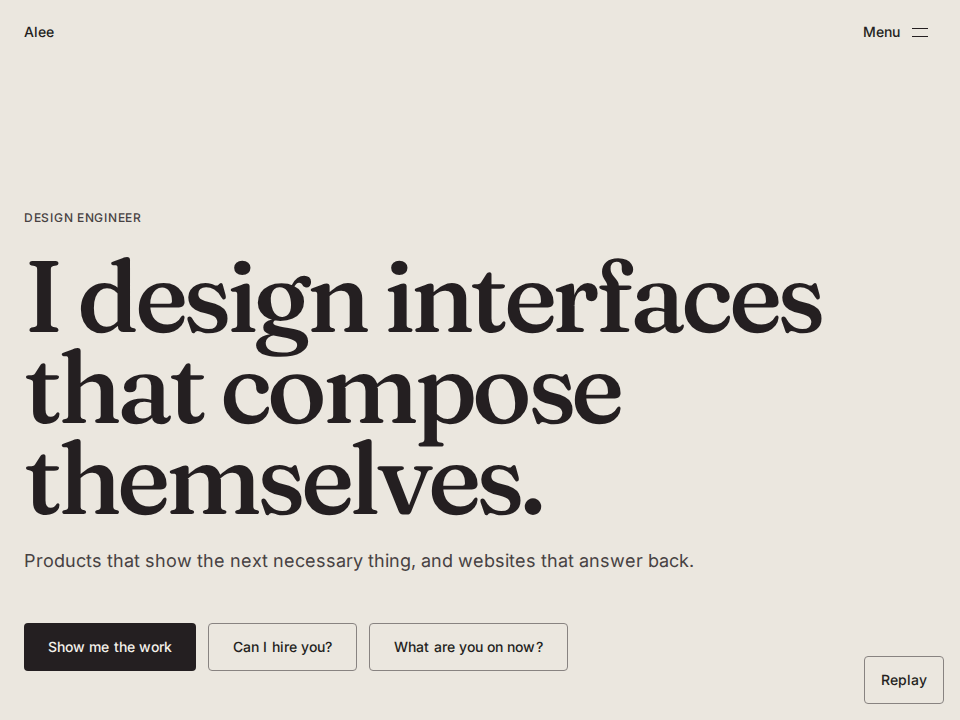 Alee
Menu
DESIGN ENGINEER
I design interfaces
that compose
themselves.
Products that show the next necessary thing, and websites that answer back.
Show me the work
Can I hire you?
What are you on now?
Replay